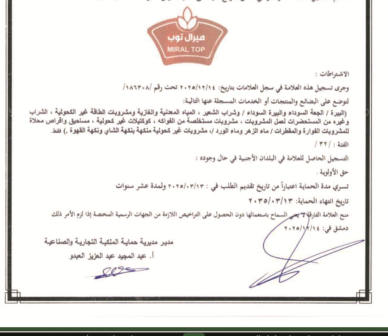 ميرال توب
MIRAL TOP
الاشتراطات :
وجرى تسجيل هذه العلامة في سجل العلامات بتاريخ: ٢٠٢٥/١٢/١٤ تحت رقم /١٨٦٣٠٨/
لتوضع على البضائع والمنتجات أو الخدمات المسجلة عنها التالية:
(البيرة / الجعة السوداء والبيرة السوداء / وشراب الشعير ، المياه المعدنية والغازية ومشروبات الطاقة غير الكحولية ، الشراب
وغيره من المستحضرات لعمل المشروبات ، مشروبات مستخلصة من الفواكه ، كوكتيلات غير كحولية ، مساحيق وأقراص محلاة
للمشروبات الفوارة والمقطرات / ماء الزهر وماء الورد /، مشروبات غير كحولية منكهة بنكهة الشاي ونكهة القهوة .) فقط
الفئة : / ٣٢
التسجيل الحاصل للعلامة في البلدان الأجنبية في حال وجوده :
حق الأولوية :
تسري مدة الحماية اعتباراً من تاريخ تقديم الطلب في : ٢٠٢٥/٠٣/١٣ ولمدة عشر سنوات
تاريخ انتهاء الحماية: ٢٠٣٥/٠٣/١٣
منح العلامة الفارقة لا يعني السماح باستعمالها دون الحصول على التراخيص اللازمة من الجهات الرسمية المختصة إذا لزم الأمر ذلك
دمشق في: ٢٠٢٥/١٢/١٤
مدير مديرية حماية الملكية التجارية والصناعية
أ. عبد المجيد عبد العزيز العبدو